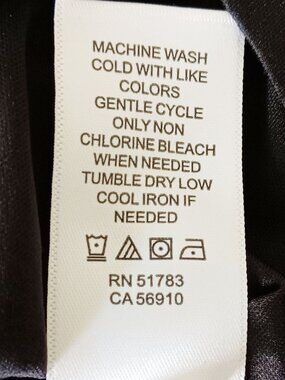 MACHINE WASH
COLD WITH LIKE
COLORS
GENTLE CYCLE
ONLY NON
CHLORINE BLEACH
WHEN NEEDED
TUMBLE DRY LOW
COOL IRON IF
NEEDED
RN 51783
CA 56910